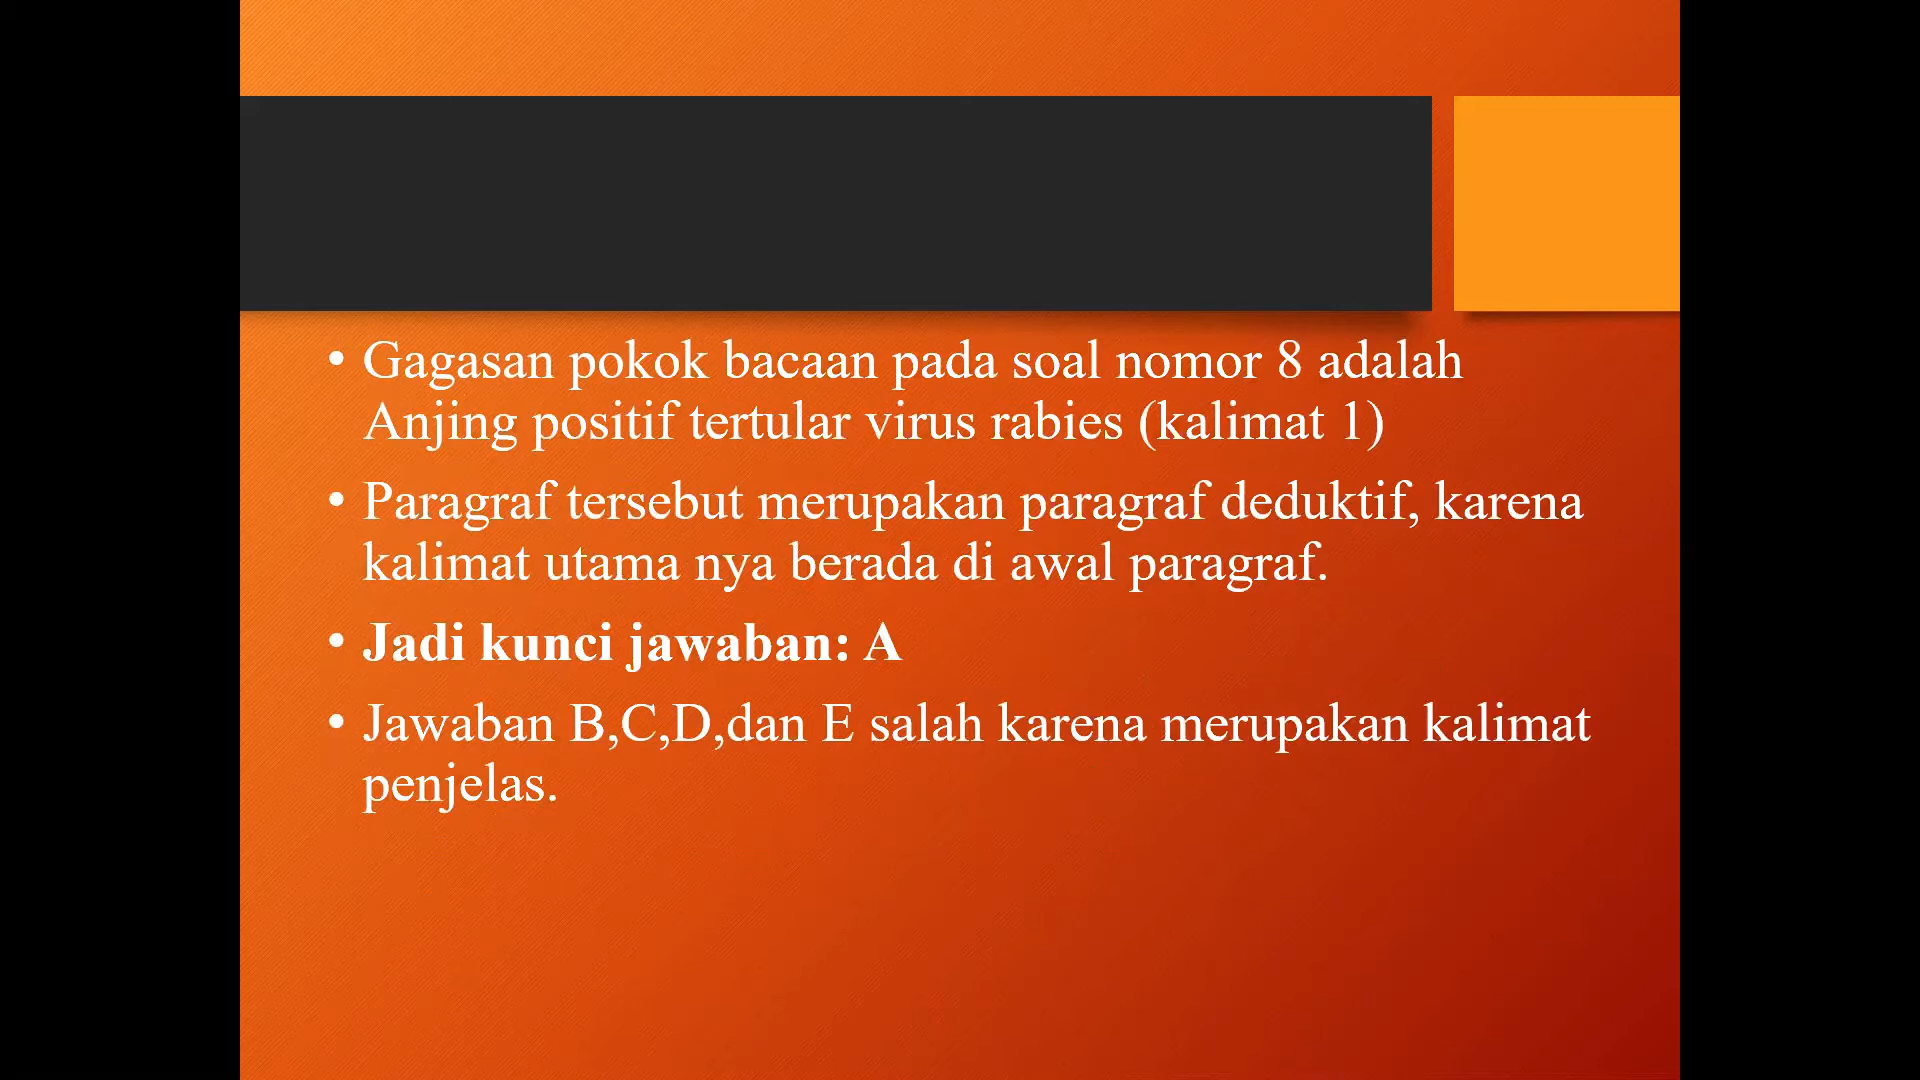 • Gagasan pokok bacaan pada soal nomor 8 adalah
Anjing positif tertular virus rabies (kalimat 1)
• Paragraf tersebut merupakan paragraf deduktif, karena
kalimat utama nya berada di awal paragraf.
• Jadi kunci jawaban: A
• Jawaban B,C,D,dan E salah karena merupakan kalimat
penjelas.